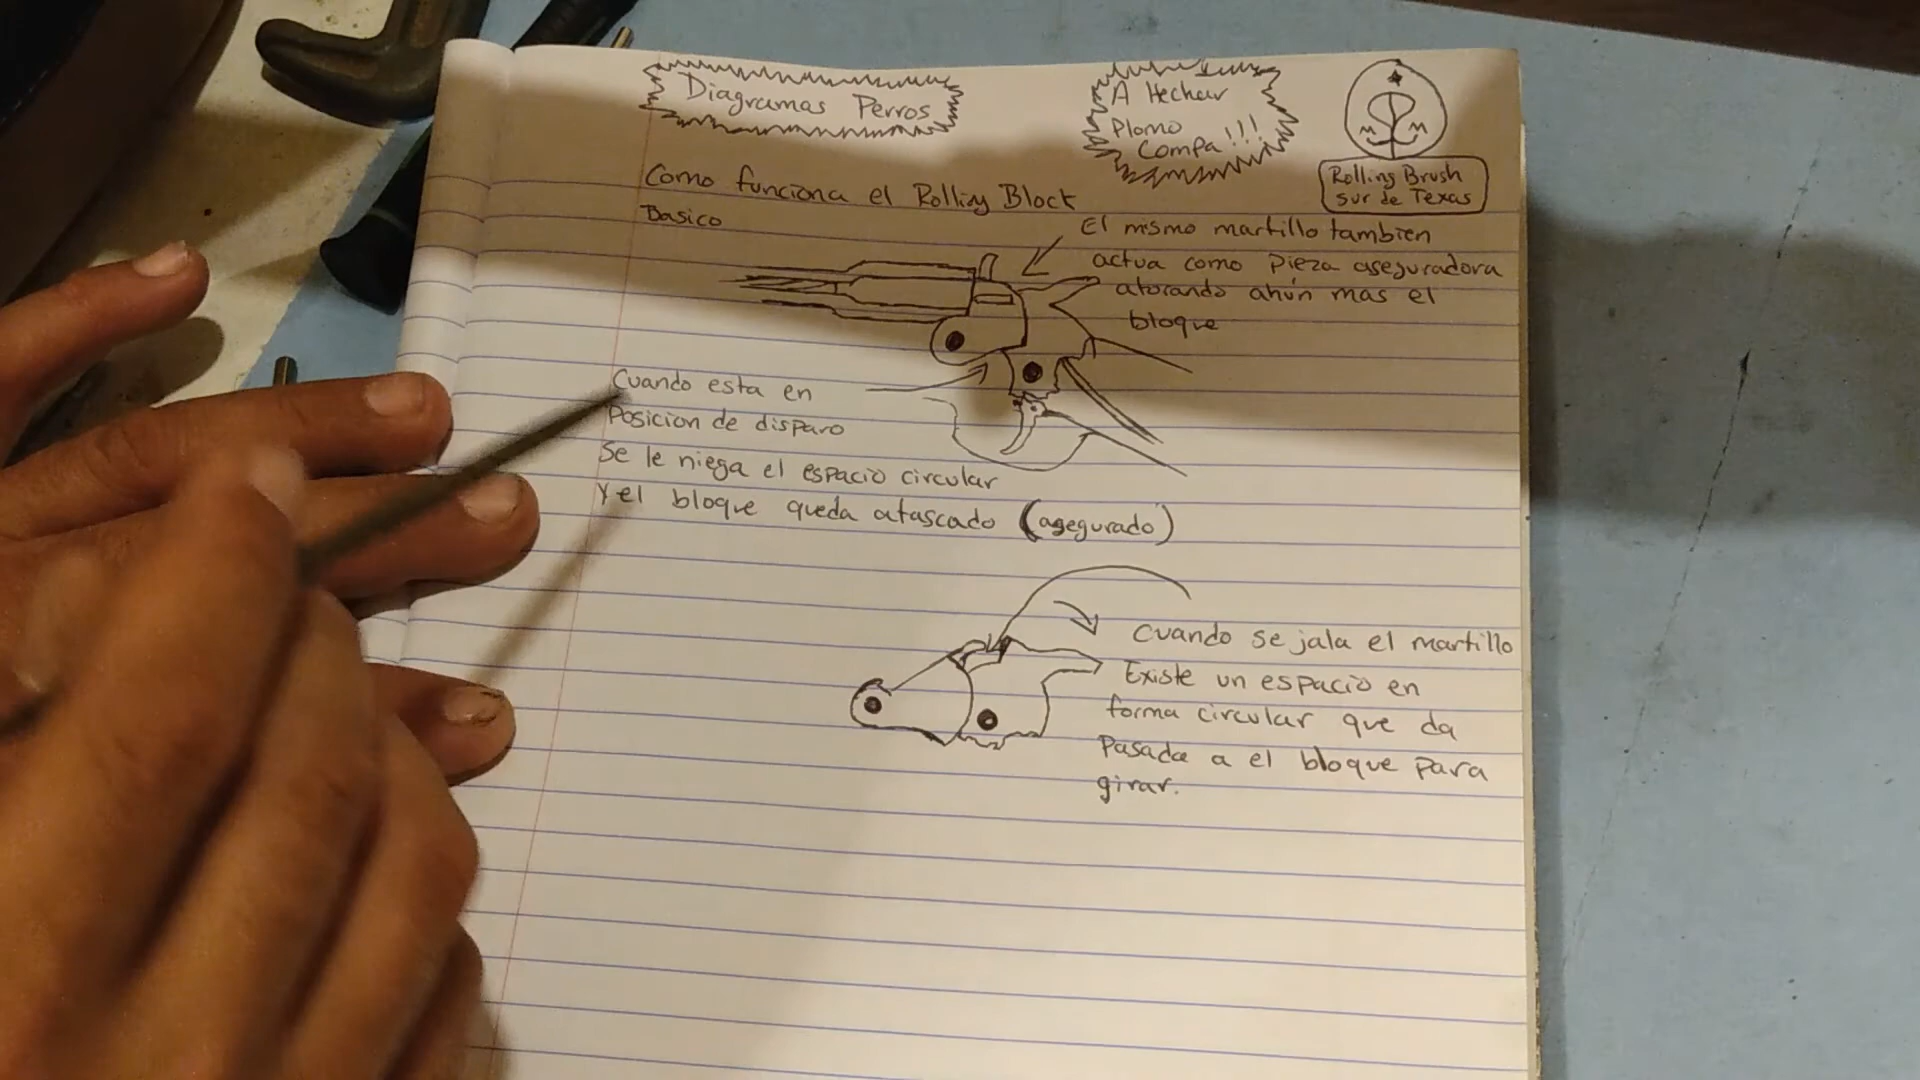 Diagramas Perros
A Hechar
Plomo
Compa!!!
Rolling Brush
sur de Texas
Como funciona el Rolling Block
Basico
El mismo martillo tambien
actua como pieza aseguradora
atorando ahún mas el
bloque
Cuando esta en
Posicion de disparo
Se le niega el espacio circular
Y el bloque queda atascado (asegurado)
Cuando se jala el martillo
Existe un espacio en
forma circular que da
Pasada a el bloque para
girar.